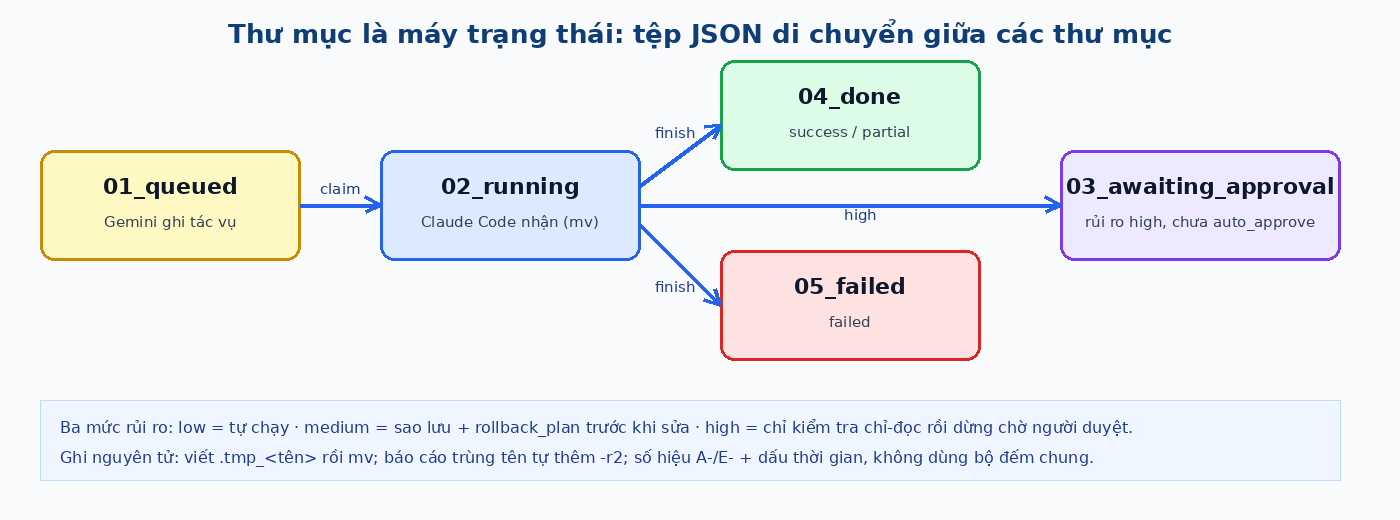 Thư mục là máy trạng thái: tệp JSON di chuyển giữa các thư mục
01_queued
Gemini ghi tác vụ
claim
02_running
Claude Code nhận (mv)
finish
04_done
success / partial
high
03_awaiting_approval
rủi ro high, chưa auto_approve
finish
05_failed
failed
Ba mức rủi ro: low = tự chạy · medium = sao lưu + rollback_plan trước khi sửa · high = chỉ kiểm tra chỉ-đọc rồi dừng chờ người duyệt.
Ghi nguyên tử: viết .tmp_<tên> rồi mv; báo cáo trùng tên tự thêm -r2; số hiệu A-/E- + dấu thời gian, không dùng bộ đếm chung.